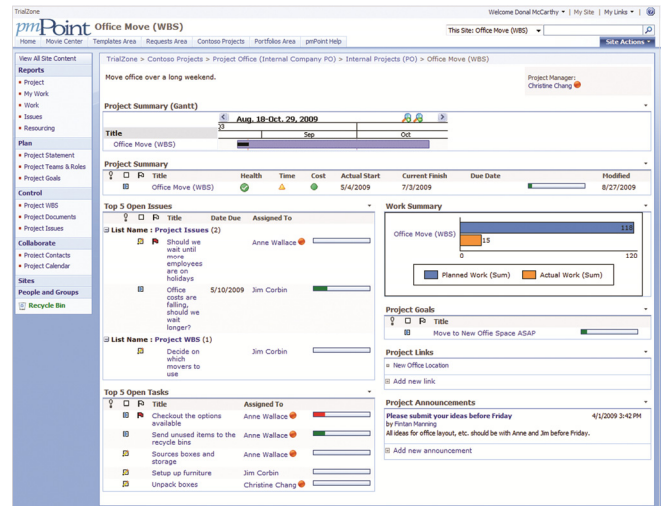 TrialZone
Welcome Donal McCarthy | My Site | My Links
pmPoint Office Move (WBS)
This Site: Office Move (WBS)
Home Movie Center Templates Area Requests Area Contoso Projects Portfolios Area pmPoint Help Site Actions
View All Site Content
Reports
Project
My Work
Work
Issues
Resourcing
Plan
Project Statement
Project Teams & Roles
Project Goals
Control
Project WBS
Project Documents
Project Issues
Collaborate
Project Contacts
Project Calendar
Sites
People and Groups
Recycle Bin
TrialZone > Contoso Projects > Project Office (Internal Company PO) > Internal Projects (PO) > Office Move (WBS)
Move office over a long weekend.
Project Manager:
Christine Chang
Project Summary (Gantt)
Aug. 18-Oct. 29, 2009
Q3
Title Sep Oct
Office Move (WBS)
Project Summary
Title Health Time Cost Actual Start Current Finish Due Date Modified
Office Move (WBS) 5/4/2009 7/3/2009 8/27/2009
Top 5 Open Issues
Title Date Due Assigned To
List Name : Project Issues (2)
Should we Anne Wallace
wait until
more
employees
are on
holidays
Office 5/10/2009 Jim Corbin
costs are
falling,
should we
wait
longer?
List Name : Project WBS (1)
Decide on Jim Corbin
which
movers to
use
Top 5 Open Tasks
Title Assigned To
Checkout the options Anne Wallace
available
Send unused items to the Anne Wallace
recycle bins
Sources boxes and Anne Wallace
storage
Setup up furniture Jim Corbin
Unpack boxes Christine Chang
Work Summary
118
Office Move (WBS)
15
0 120
Planned Work (Sum) Actual Work (Sum)
Project Goals
Title
Move to New Offie Space ASAP
Project Links
New Office Location
Add new link
Project Announcements
Please submit your ideas before Friday 4/1/2009 3:42 PM
by Fintan Manning
All ideas for office layout, etc. should be with Anne and Jim before Friday.
Add new announcement